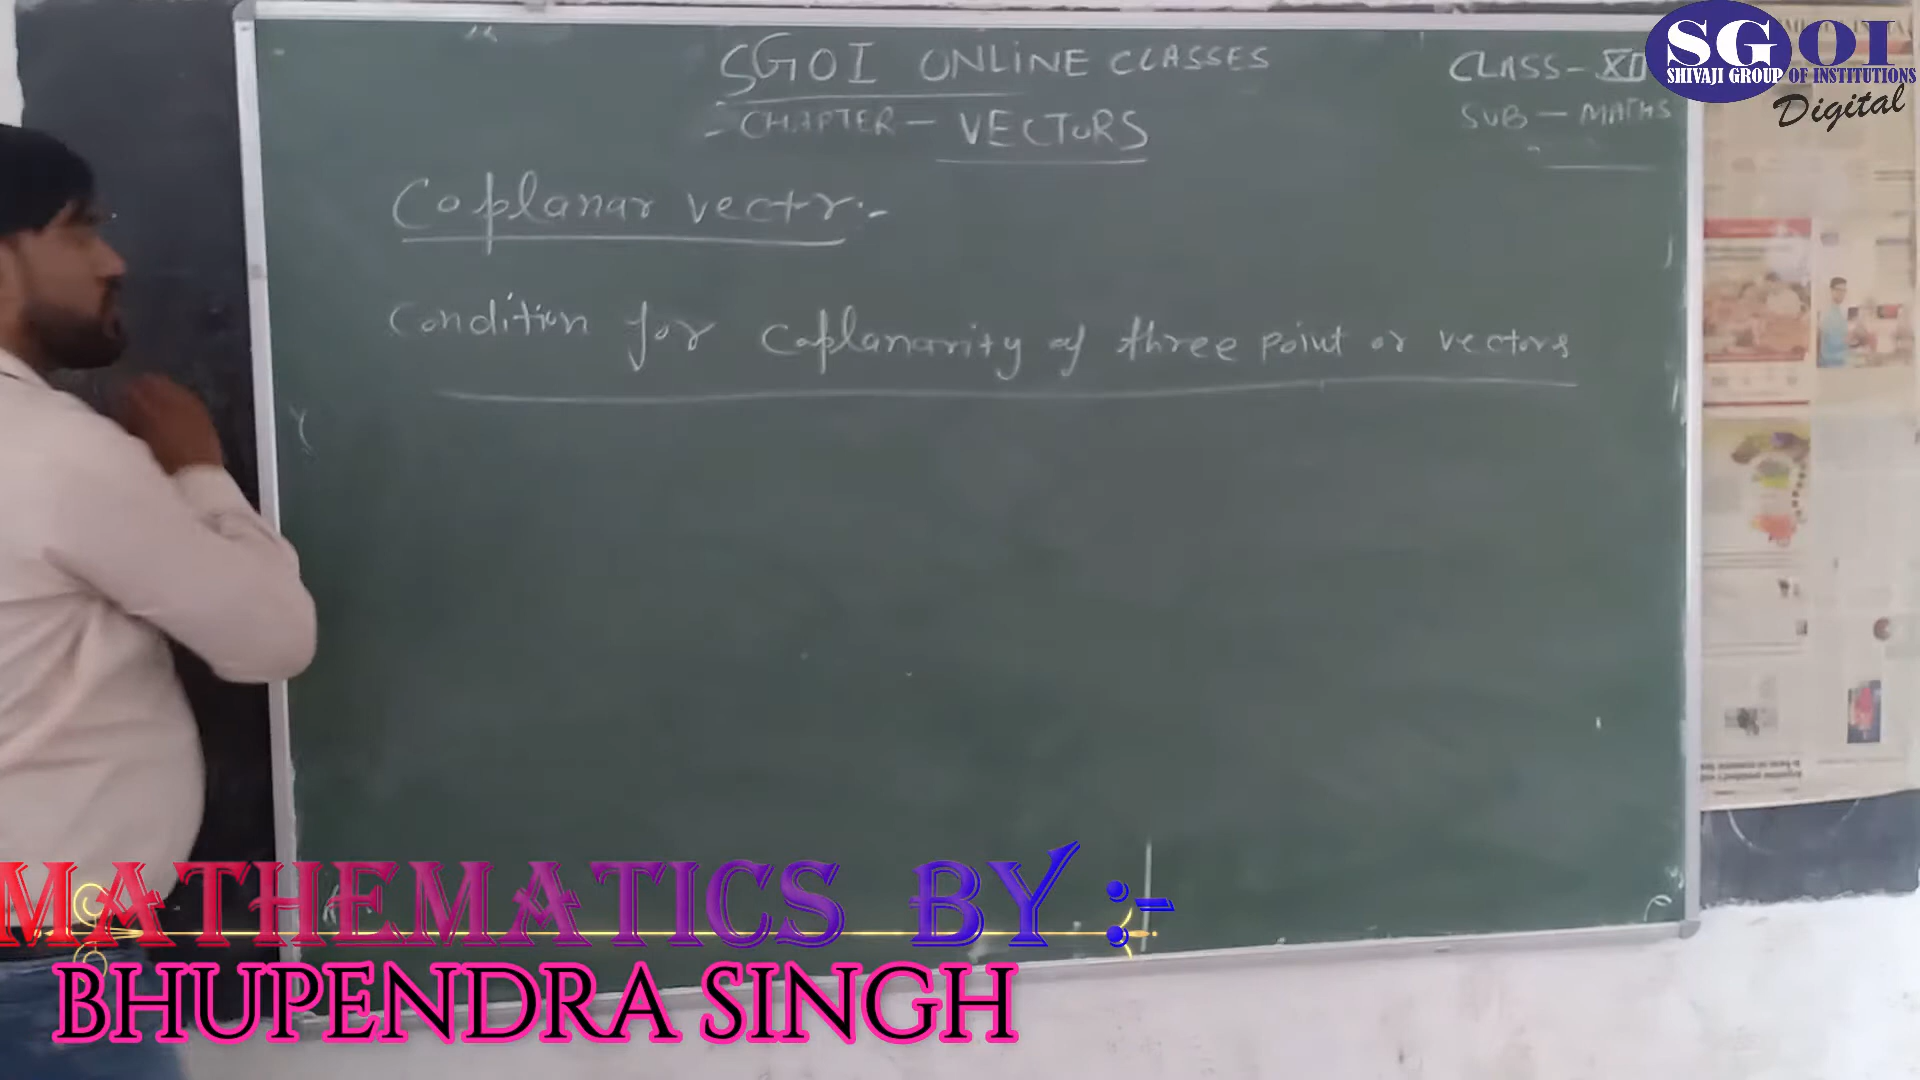 SGOI ONLINE CLASSES
CHAPTER - VECTORS
CLASS - XII
SUB - MATHS
SGOI
SHIVAJI GROUP OF INSTITUTIONS
Digital
Coplanar vectr:-
Condition for Coplanarity of three point or vectors
MATHEMATICS BY :-
BHUPENDRA SINGH